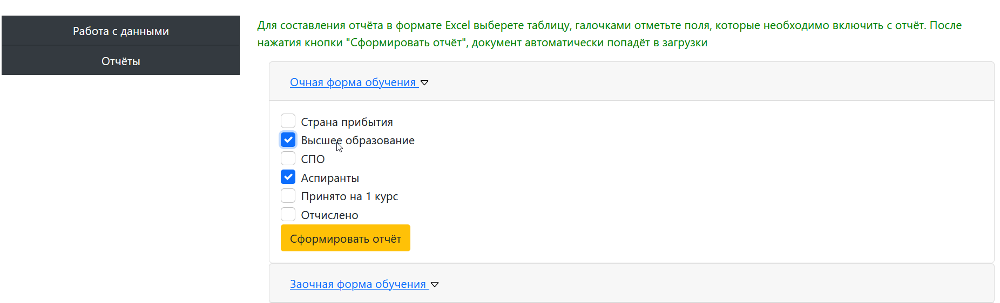 Работа с данными
Отчёты
Для составления отчёта в формате Excel выберете таблицу, галочками отметьте поля, которые необходимо включить с отчёт. После
нажатия кнопки "Сформировать отчёт", документ автоматически попадёт в загрузки
Очная форма обучения
Страна прибытия
Высшее образование
СПО
Аспиранты
Принято на 1 курс
Отчислено
Сформировать отчёт
Заочная форма обучения